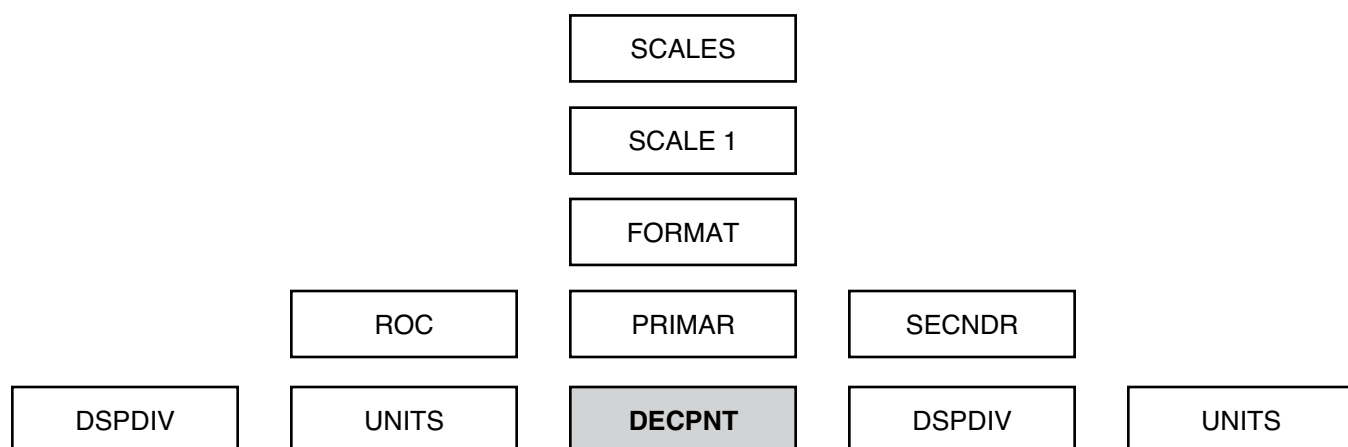 SCALES
SCALE 1
FORMAT
ROC PRIMAR SECNDR
DSPDIV UNITS DECPNT DSPDIV UNITS